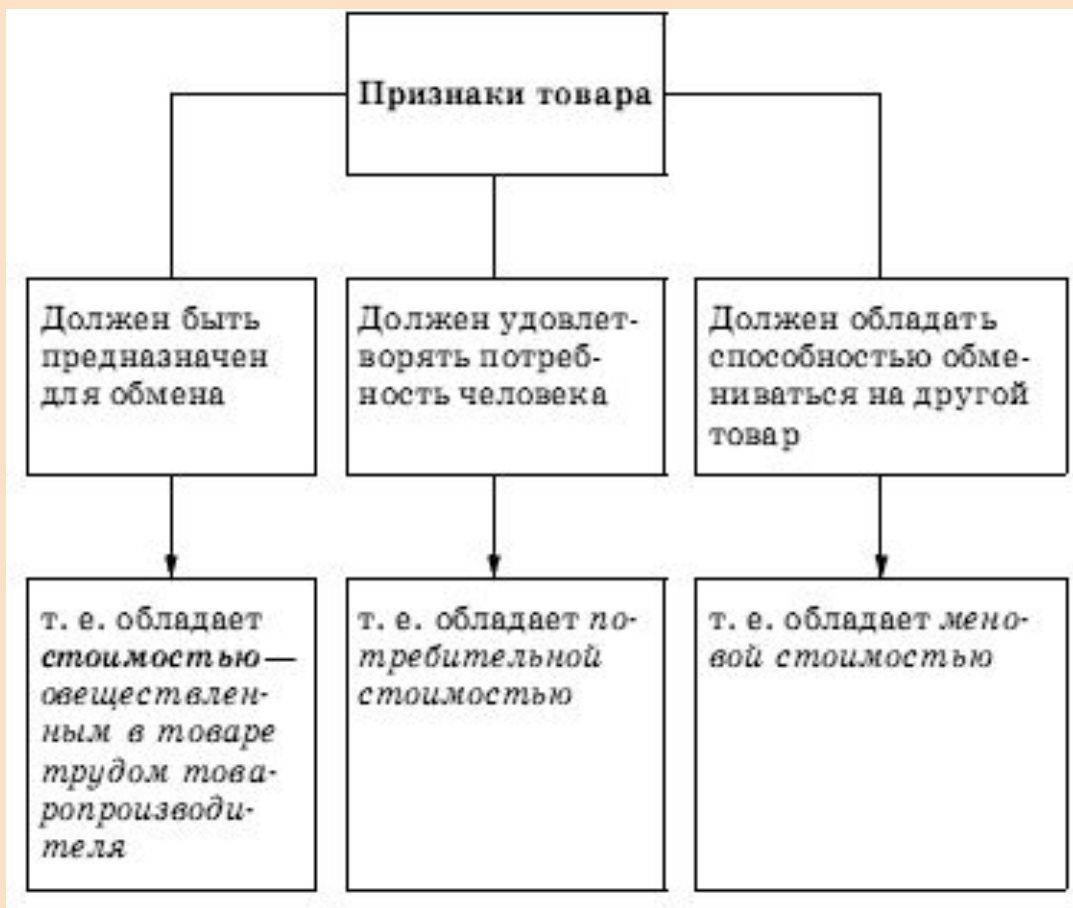 Признаки товара
Должен быть
предназначен
для обмена
Должен удовлет-
ворять потреб-
ность человека
Должен обладать
способностью обме-
ниваться на другой
товар
т. е. обладает
стоимостью—
овеществлен-
ным в товаре
трудом това-
ропроизводи-
теля
т. е. обладает по-
требительной
стоимостью
т. е. обладает мено-
вой стоимостью